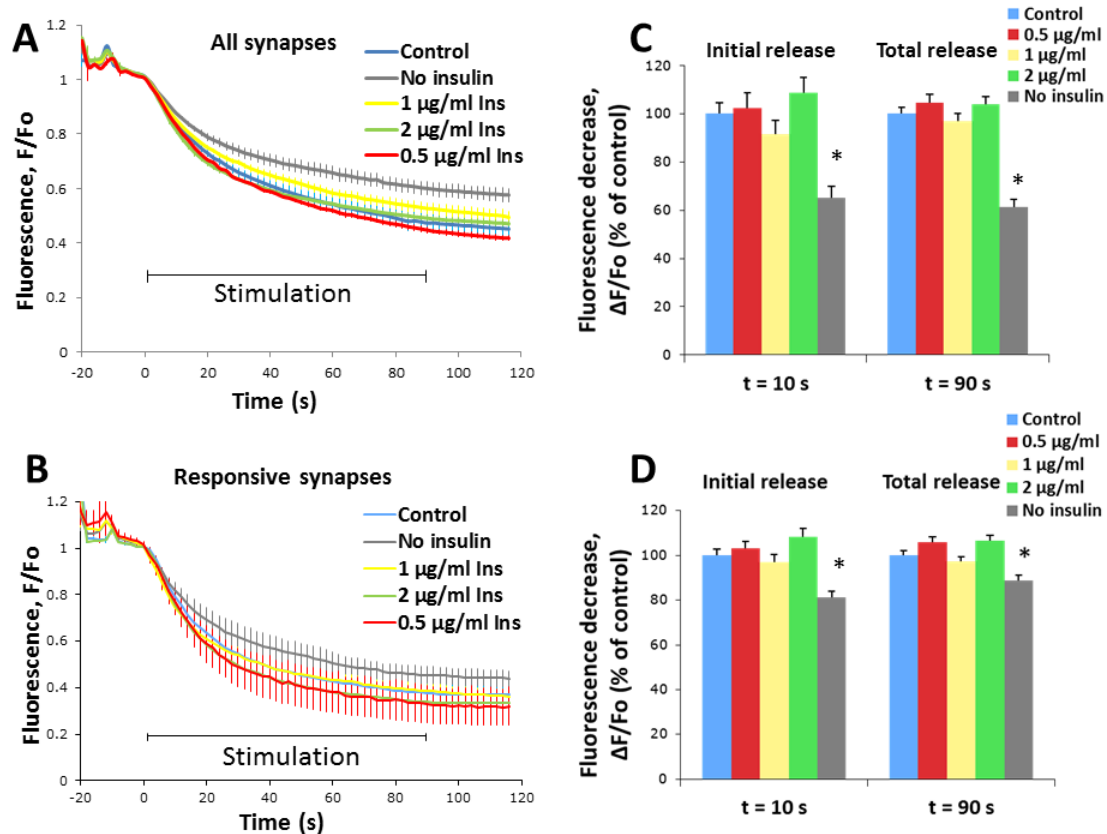 A
All synapses
Control
No insulin
1 µg/ml Ins
2 µg/ml Ins
0.5 µg/ml Ins
Fluorescence, F/Fo
1.2
1
0.8
0.6
0.4
0.2
0
Stimulation
-20 0 20 40 60 80 100 120
Time (s)
C
Control
0.5 µg/ml
1 µg/ml
2 µg/ml
No insulin
Initial release Total release
Fluorescence decrease,
ΔF/Fo (% of control)
120
100
80
60
40
20
0
*
*
t = 10 s t = 90 s
B
Responsive synapses
Control
No insulin
1 µg/ml Ins
2 µg/ml Ins
0.5 µg/ml Ins
Fluorescence, F/Fo
1.2
1
0.8
0.6
0.4
0.2
0
Stimulation
-20 0 20 40 60 80 100 120
Time (s)
D
Control
0.5 µg/ml
1 µg/ml
2 µg/ml
No insulin
Initial release Total release
Fluorescence decrease,
ΔF/Fo (% of control)
120
100
80
60
40
20
0
*
*
t = 10 s t = 90 s